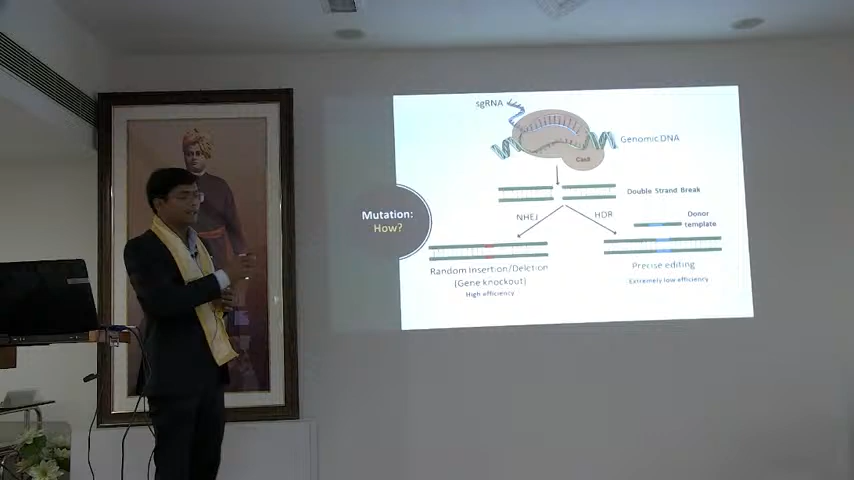 sgRNA
Genomic DNA
Cas9
Double Strand Break
Mutation:
How?
NHEJ
HDR
Donor
template
Random Insertion/Deletion
(Gene knockout)
High efficiency
Precise editing
Extremely low efficiency